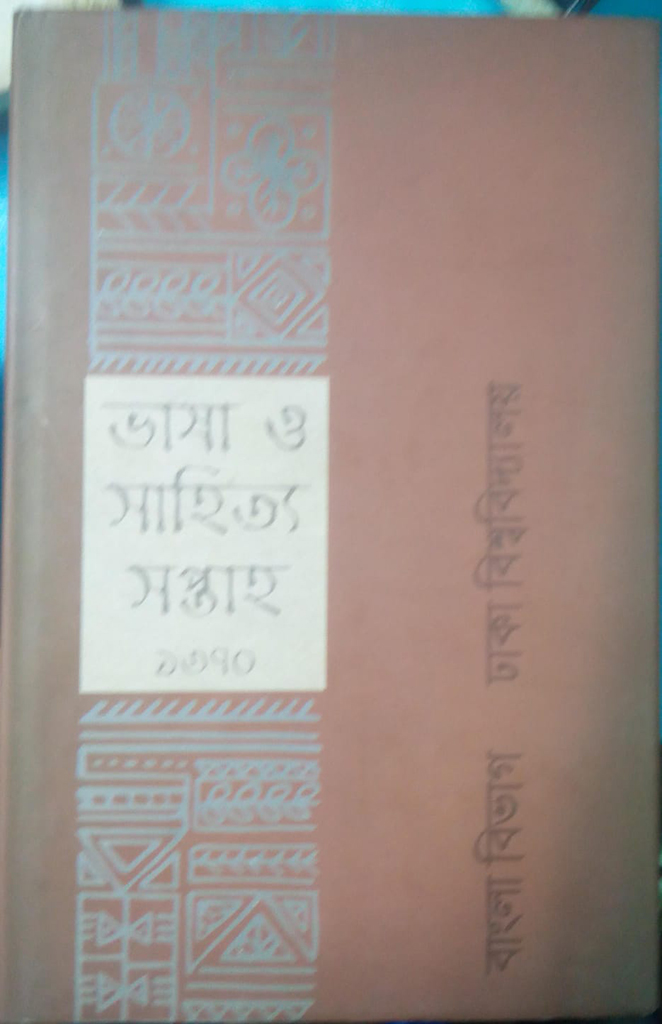 ভাষা ও
সাহিত্য
সপ্তাহ
১৩৭০
বাংলা বিভাগ ঢাকা বিশ্ববিদ্যালয়